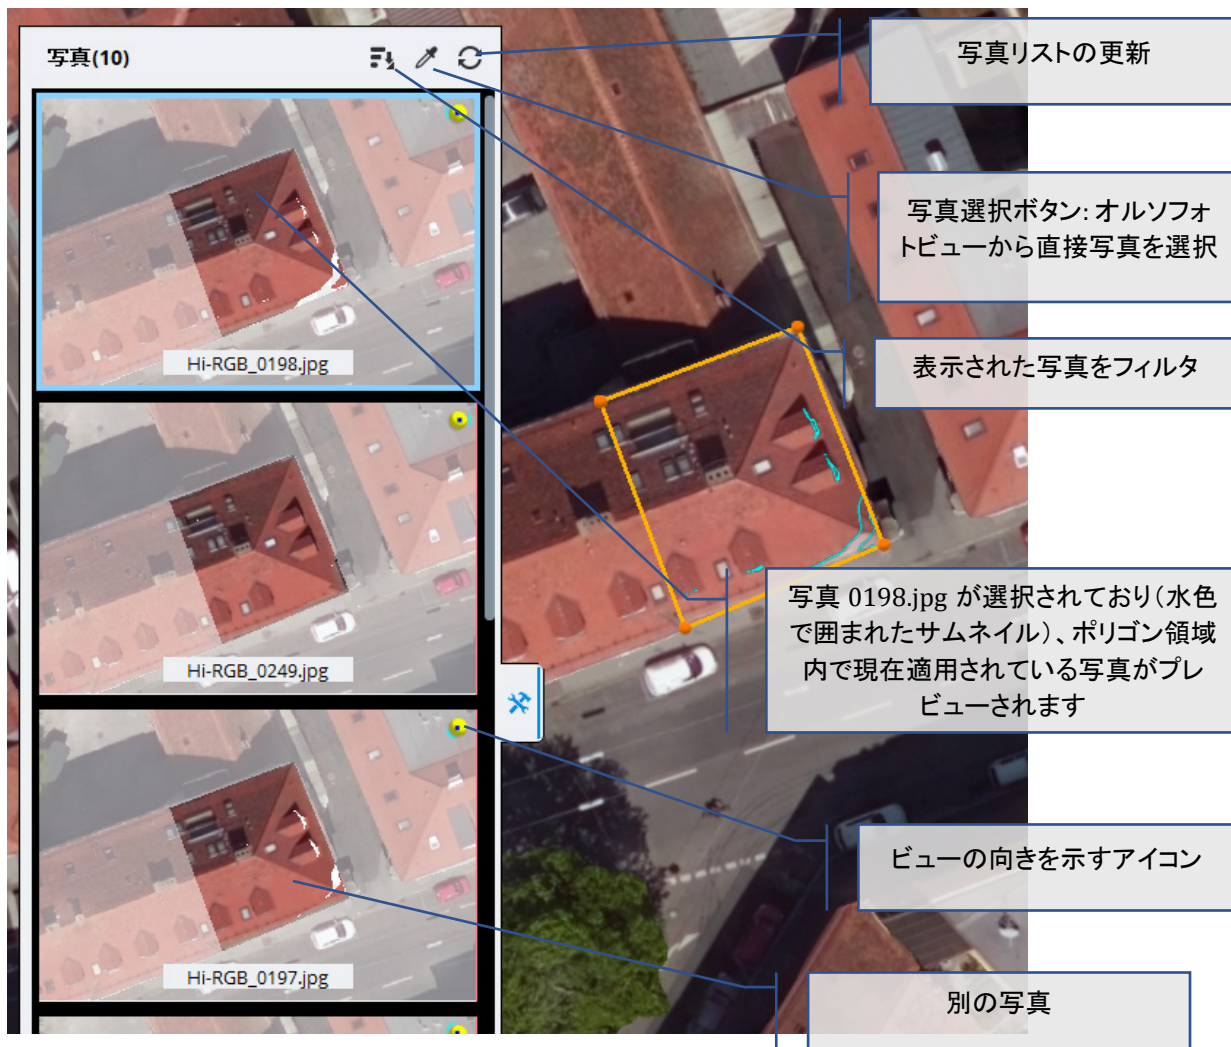 写真(10)
Hi-RGB_0198.jpg
Hi-RGB_0249.jpg
Hi-RGB_0197.jpg
写真リストの更新
写真選択ボタン: オルソフォ
トビューから直接写真を選択
表示された写真をフィルタ
写真 0198.jpg が選択されており（水色
で囲まれたサムネイル）、ポリゴン領域
内で現在適用されている写真がプレ
ビューされます
ビューの向きを示すアイコン
別の写真